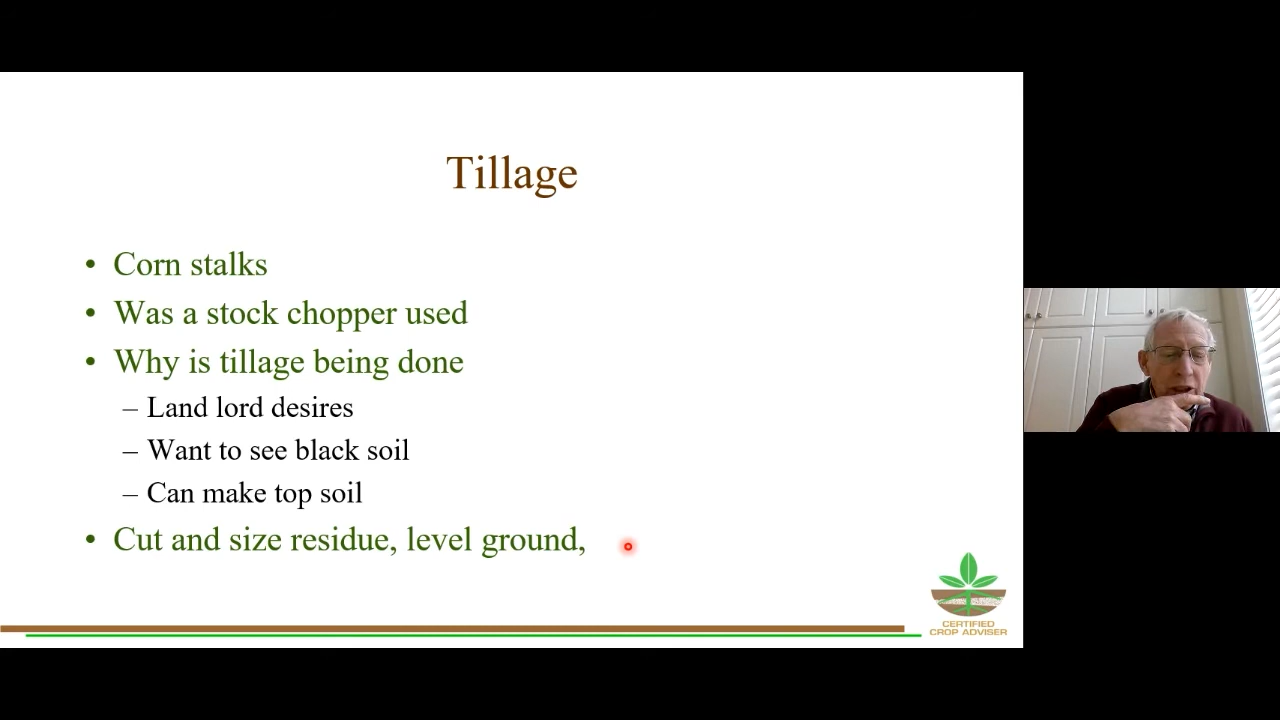 Tillage
• Corn stalks
• Was a stock chopper used
• Why is tillage being done
– Land lord desires
– Want to see black soil
– Can make top soil
• Cut and size residue, level ground,
CERTIFIED
CROP ADVISER